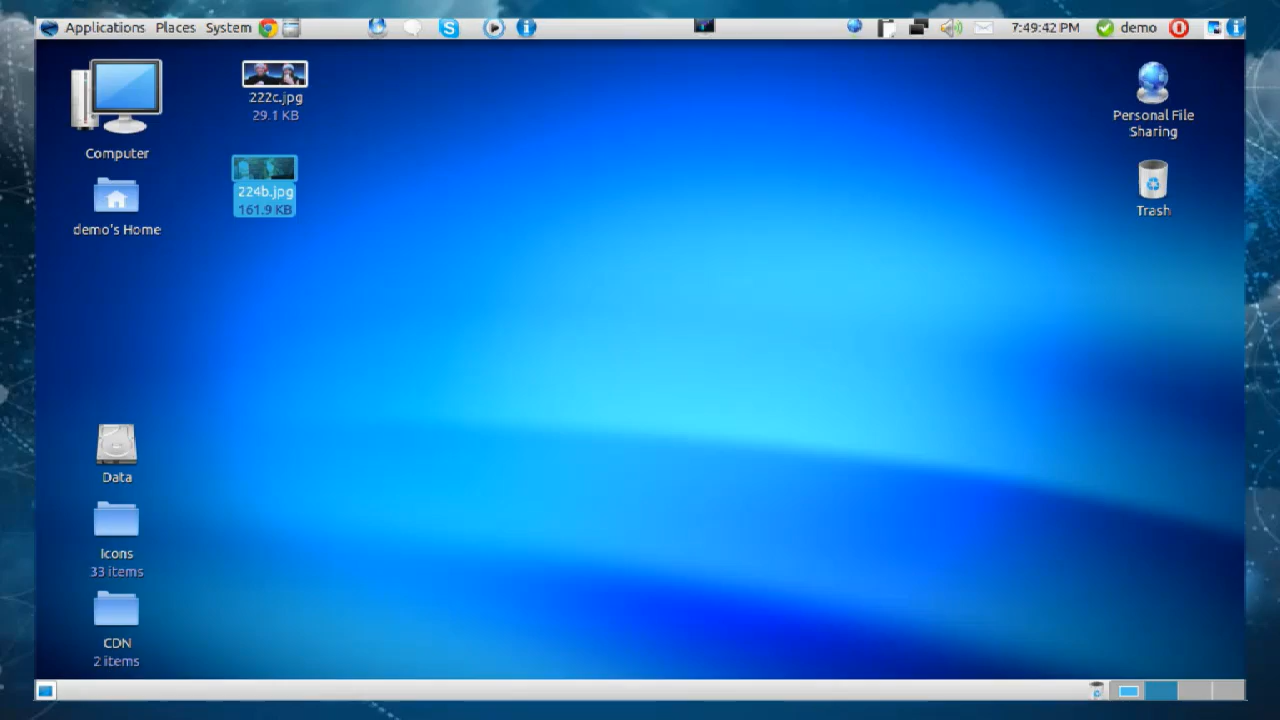 Applications Places System 7:49:42 PM demo
222c.jpg
29.1 KB
Computer
224b.jpg
161.9 KB
demo's Home
Personal File
Sharing
Trash
Data
Icons
33 items
CDN
2 items